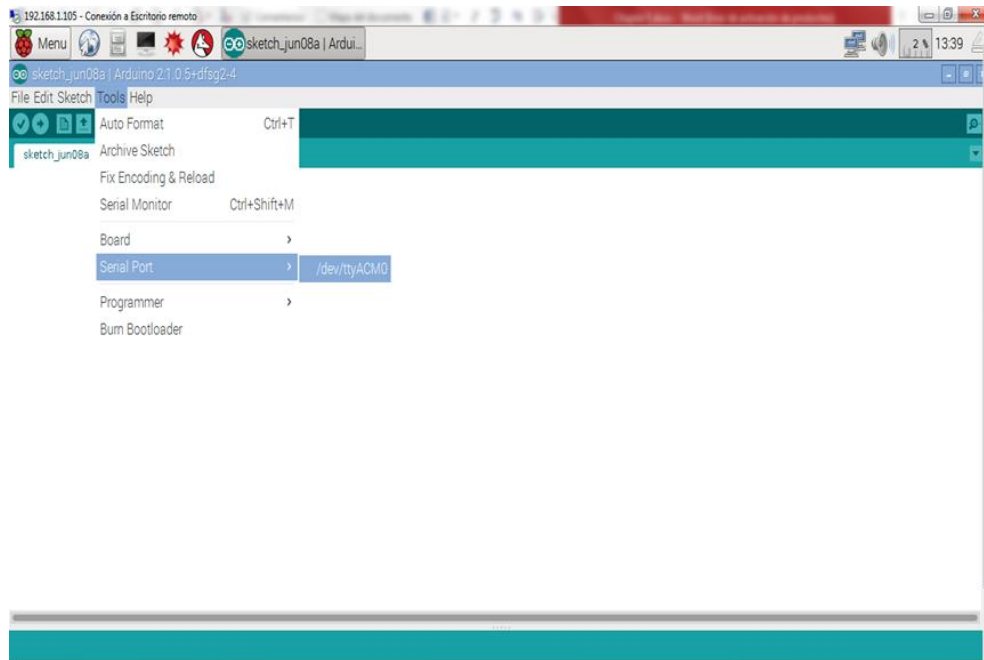 192.168.1.105 - Conexión a Escritorio remoto
Menu sketch_jun08a | Ardui... 2 % 13:39
sketch_jun08a | Arduino 2:1.0.5+dfsg2-4
File Edit Sketch Tools Help
sketch_jun08a
Auto Format Ctrl+T
Archive Sketch
Fix Encoding & Reload
Serial Monitor Ctrl+Shift+M
Board
Serial Port /dev/ttyACM0
Programmer
Burn Bootloader